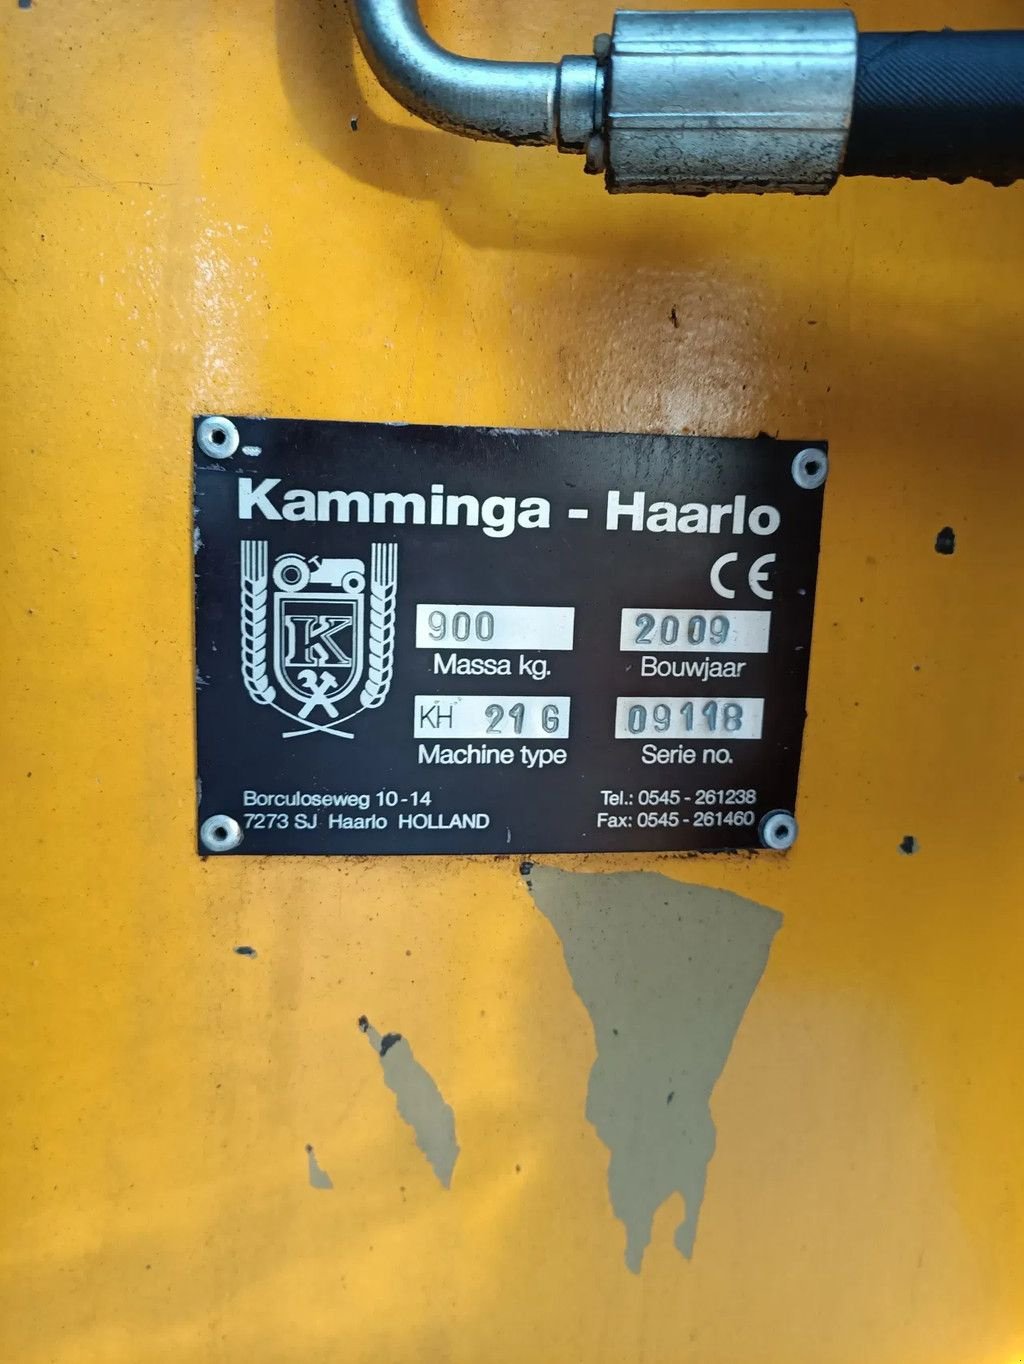 Kamminga - Haarlo
CE
K
900
2009
Massa kg.
Bouwjaar
KH 21 G
09118
Machine type
Serie no.
Borculoseweg 10-14
7273 SJ Haarlo HOLLAND
Tel.: 0545 - 261238
Fax: 0545 - 261460